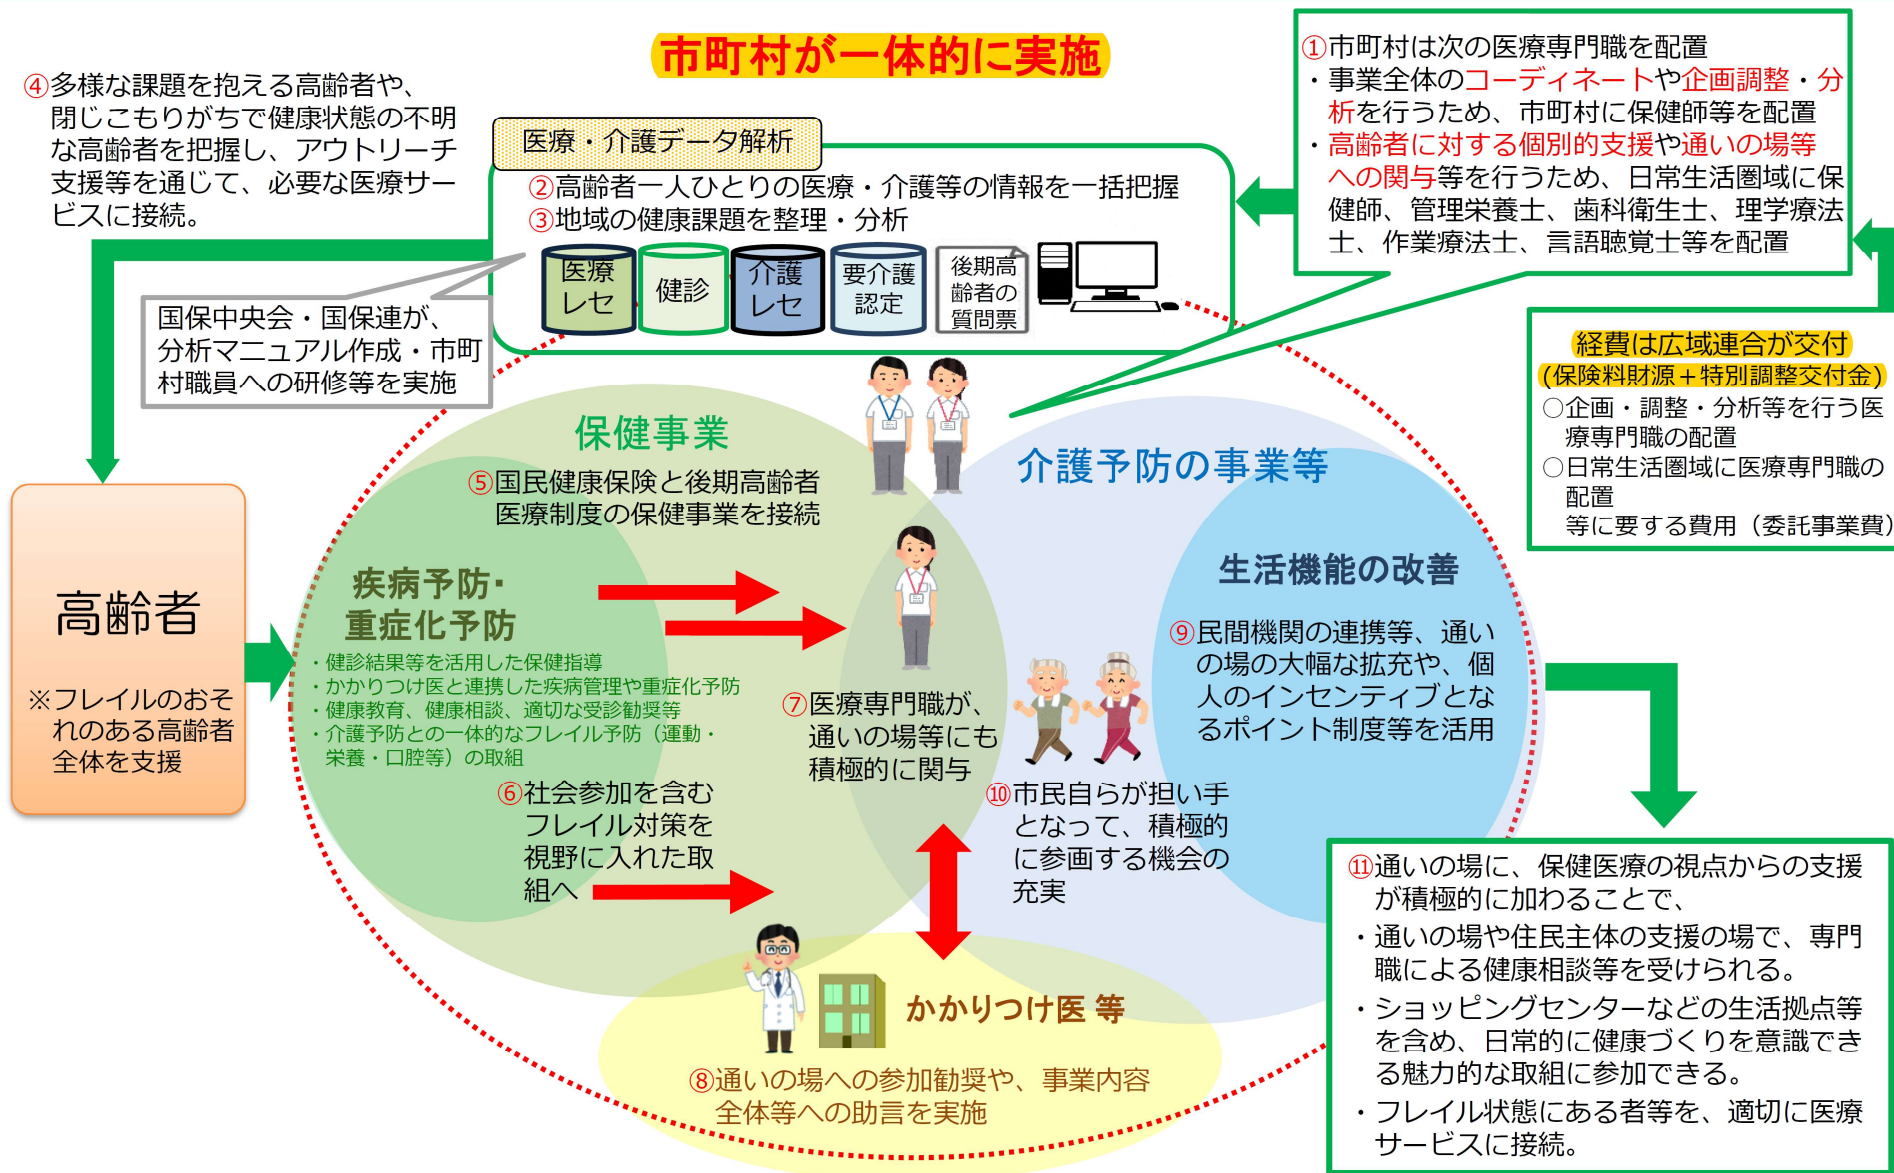 市町村が一体的に実施
①市町村は次の医療専門職を配置
・事業全体のコーディネートや企画調整・分
析を行うため、市町村に保健師等を配置
・高齢者に対する個別的支援や通いの場等
への関与等を行うため、日常生活圏域に保
健師、管理栄養士、歯科衛生士、理学療法
士、作業療法士、言語聴覚士等を配置
④多様な課題を抱える高齢者や、
閉じこもりがちで健康状態の不明
な高齢者を把握し、アウトリーチ
支援等を通じて、必要な医療サー
ビスに接続。
医療・介護データ解析
②高齢者一人ひとりの医療・介護等の情報を一括把握
③地域の健康課題を整理・分析
医療
レセ
健診
介護
レセ
要介護
認定
後期高
齢者の
質問票
国保中央会・国保連が、
分析マニュアル作成・市町
村職員への研修等を実施
経費は広域連合が交付
(保険料財源+特別調整交付金)
○企画・調整・分析等を行う医
療専門職の配置
○日常生活圏域に医療専門職の
配置
等に要する費用（委託事業費）
保健事業
⑤国民健康保険と後期高齢者
医療制度の保健事業を接続
介護予防の事業等
高齢者
※フレイルのおそ
れのある高齢者
全体を支援
疾病予防・
重症化予防
・健診結果等を活用した保健指導
・かかりつけ医と連携した疾病管理や重症化予防
・健康教育、健康相談、適切な受診勧奨等
・介護予防との一体的なフレイル予防（運動・
栄養・口腔等）の取組
⑥社会参加を含む
フレイル対策を
視野に入れた取
組へ
⑦医療専門職が、
通いの場等にも
積極的に関与
生活機能の改善
⑨民間機関の連携等、通い
の場の大幅な拡充や、個
人のインセンティブとな
るポイント制度等を活用
⑩市民自らが担い手
となって、積極的
に参画する機会の
充実
かかりつけ医 等
⑧通いの場への参加勧奨や、事業内容
全体等への助言を実施
⑪通いの場に、保健医療の視点からの支援
が積極的に加わることで、
・通いの場や住民主体の支援の場で、専門
職による健康相談等を受けられる。
・ショッピングセンターなどの生活拠点等
を含め、日常的に健康づくりを意識でき
る魅力的な取組に参加できる。
・フレイル状態にある者等を、適切に医療
サービスに接続。